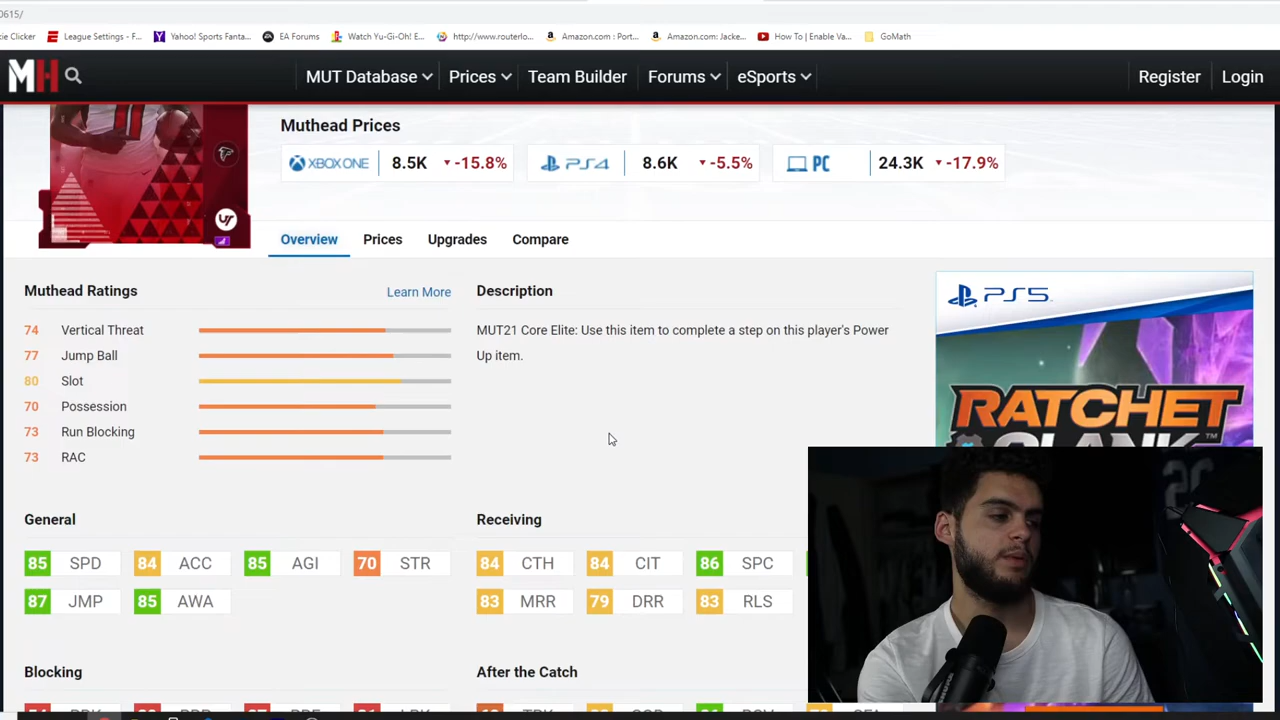 0615/
ie Clicker League Settings - F... Yahoo! Sports Fanta... EA Forums Watch Yu-Gi-Oh! E... http://www.routerlo... Amazon.com : Port... Amazon.com: Jacke... How To | Enable Va... GoMath
MH MUT Database Prices Team Builder Forums eSports Register Login
Muthead Prices
XBOX ONE 8.5K -15.8% PS4 8.6K -5.5% PC 24.3K -17.9%
Overview Prices Upgrades Compare
Muthead Ratings Learn More
74 Vertical Threat
77 Jump Ball
80 Slot
70 Possession
73 Run Blocking
73 RAC
Description
MUT21 Core Elite: Use this item to complete a step on this player's Power
Up item.
PS5
RATCHET
CLANK
General
85 SPD 84 ACC 85 AGI 70 STR
87 JMP 85 AWA
Receiving
84 CTH 84 CIT 86 SPC
83 MRR 79 DRR 83 RLS
Blocking
After the Catch